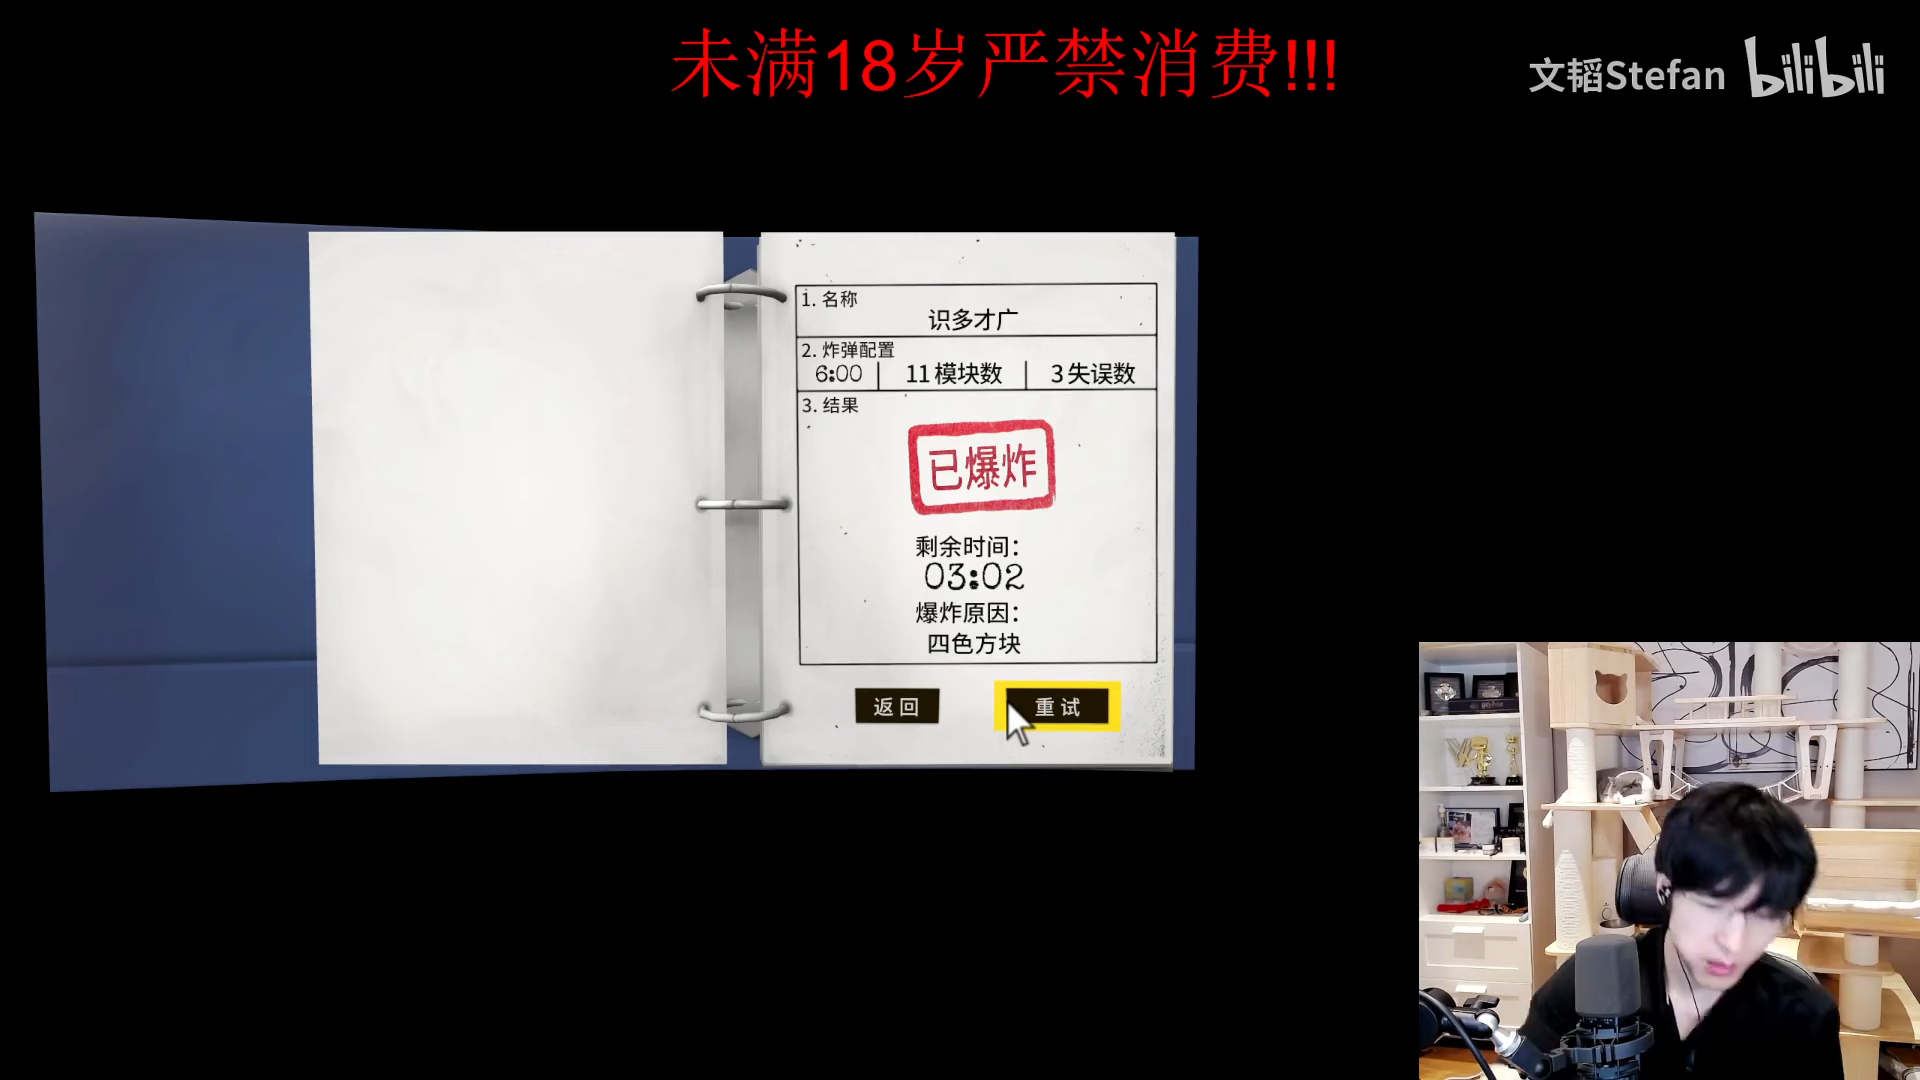 未满18岁严禁消费!!!
文韬Stefan bilibili
1. 名称
识多才广
2. 炸弹配置
6:00 | 11模块数 | 3失误数
3. 结果
已爆炸
剩余时间：
03:02
爆炸原因：
四色方块
返回 重试